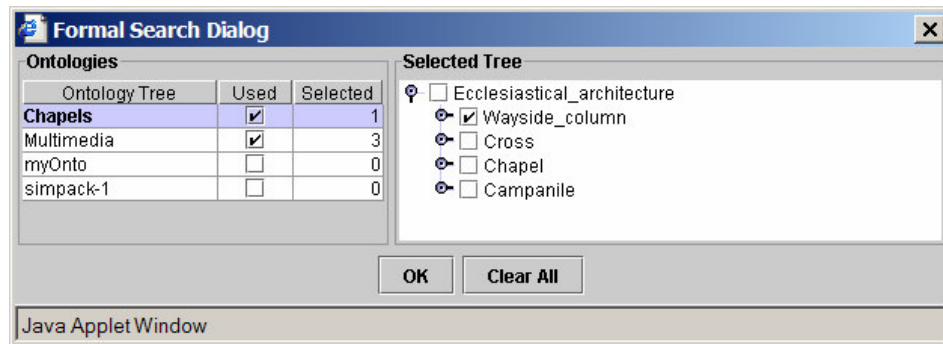 Formal Search Dialog
Ontologies
Ontology Tree Used Selected
Chapels 1
Multimedia 3
myOnto 0
simpack-1 0
Selected Tree
Ecclesiastical_architecture
Wayside_column
Cross
Chapel
Campanile
OK Clear All
Java Applet Window